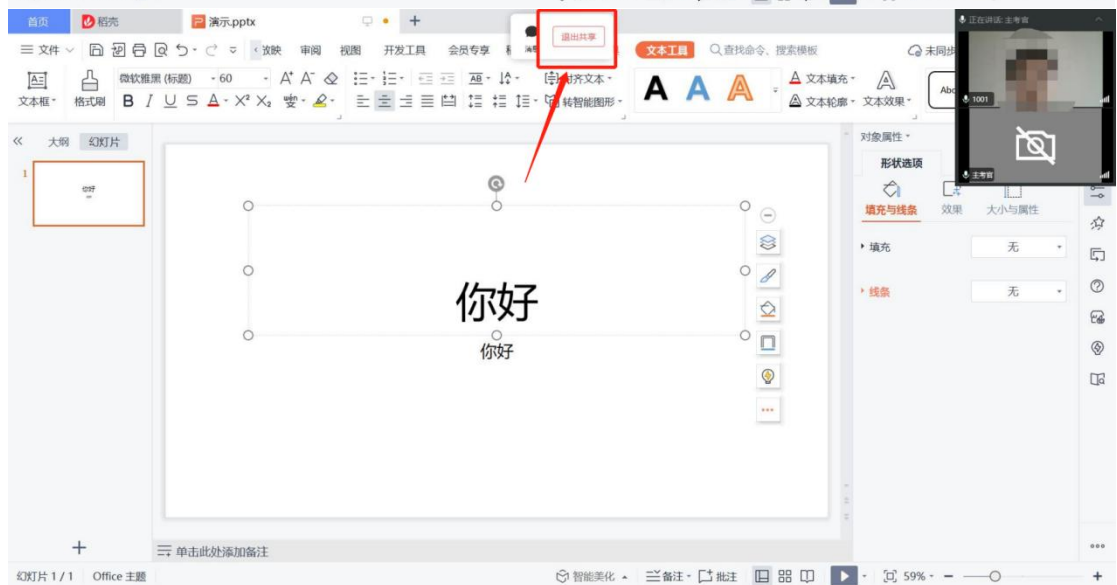 首页 稻壳 演示.pptx
退出共享
正在讲话: 主考官
文件 放映 审阅 视图 开发工具 会员专享 文本工具 查找命令、搜索模板 未同步
微软雅黑 (标题) 60 A⁺ A⁻ 对齐文本 文本填充
文本框 格式刷 B I U S A X² X₂ 转智能图形 A A A 文本轮廓 文本效果 Abc
1001
主考官
大纲 幻灯片
对象属性
形状选项
填充与线条 效果 大小与属性
1
你好
填充 无
线条 无
你好
你好
单击此处添加备注
幻灯片 1 / 1 Office 主题 智能美化 备注 批注 59%